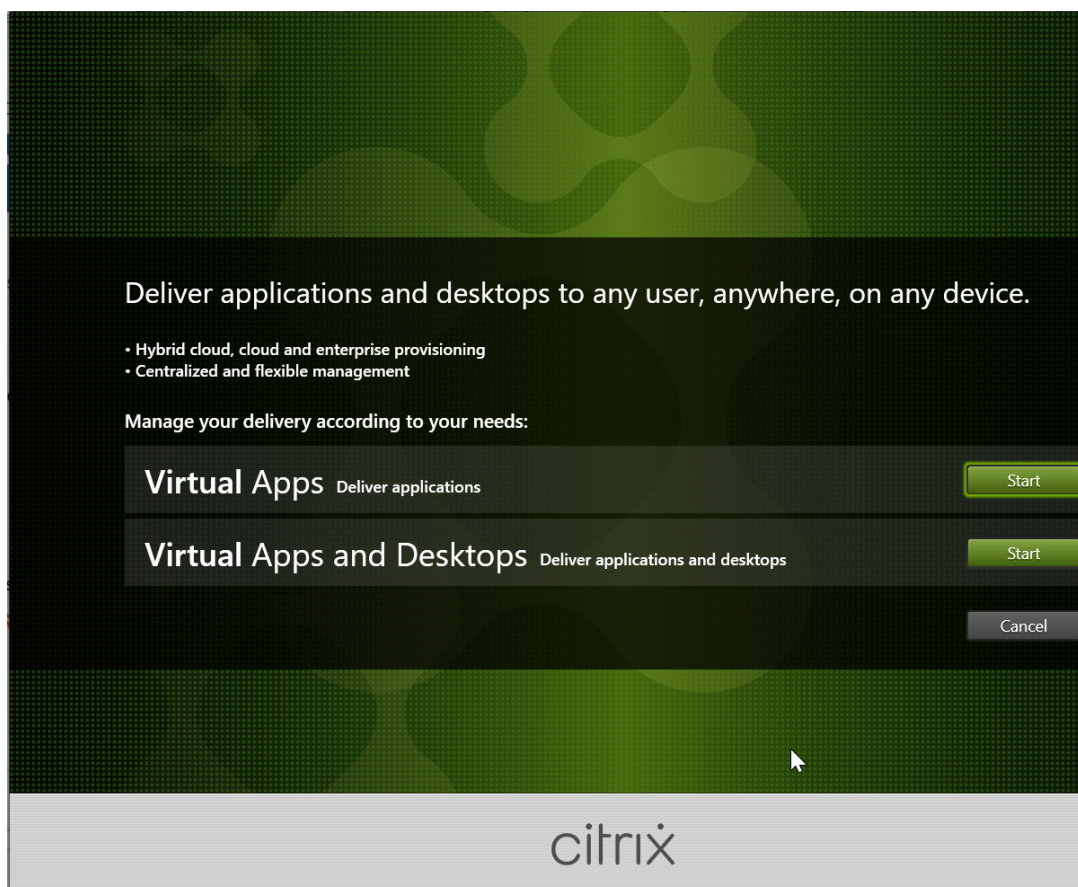 Deliver applications and desktops to any user, anywhere, on any device.
• Hybrid cloud, cloud and enterprise provisioning
• Centralized and flexible management
Manage your delivery according to your needs:
Virtual Apps Deliver applications Start
Virtual Apps and Desktops Deliver applications and desktops Start
Cancel
citrix